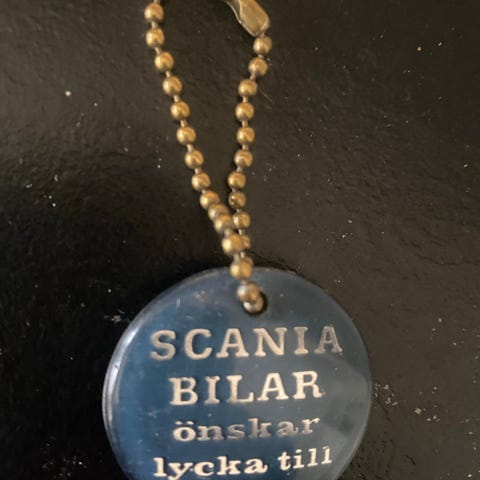 SCANIA
BILAR
önskar
lycka till